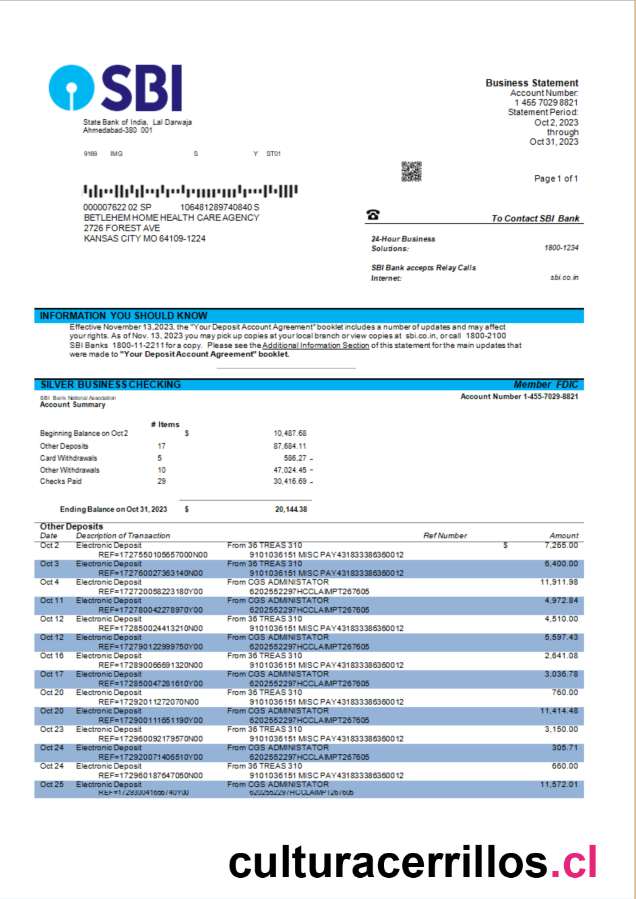 SBI
State Bank of India, Lal Darwaja
Ahmedabad-380 001
9166 IMG S Y ST01
Business Statement
Account Number:
1 455 7029 8821
Statement Period:
Oct 2, 2023
through
Oct 31, 2023
Page 1 of 1
000007622 02 SP 106481289740840 S
BETLEHEM HOME HEALTH CARE AGENCY
2726 FOREST AVE
KANSAS CITY MO 64109-1224
To Contact SBI Bank
24-Hour Business
Solutions: 1800-1234
SBI Bank accepts Relay Calls
Internet: sbi.co.in
INFORMATION YOU SHOULD KNOW
Effective November 13,2023, the "Your Deposit Account Agreement" booklet includes a number of updates and may affect
your rights. As of Nov. 13, 2023 you may pick up copies at your local branch or view copies at sbi.co.in, or call 1800-2100
SBI Banks 1800-11-2211 for a copy. Please see the Additional Information Section of this statement for the main updates that
were made to "Your Deposit Account Agreement" booklet.
SILVER BUSINESS CHECKING Member FDIC
SBI Bank National Association Account Number 1-455-7029-8821
Account Summary
# Items
Beginning Balance on Oct 2 $ 10,487.68
Other Deposits 17 87,684.11
Card Withdrawals 5 586.27 –
Other Withdrawals 10 47,024.45 –
Checks Paid 29 30,416.69 –
Ending Balance on Oct 31, 2023 $ 20,144.38
Other Deposits
Date Description of Transaction Ref Number Amount
Oct 2 Electronic Deposit From 36 TREAS 310 $ 7,265.00
REF=1727550105657000N00 9101036151 MISC PAY431833386360012
Oct 3 Electronic Deposit From 36 TREAS 310 6,400.00
REF=172760027363140N00 9101036151 MISC PAY431833386360012
Oct 4 Electronic Deposit From CGS ADMINISTATOR 11,911.98
REF=172720058223180Y00 6202552297HCCLAIMPT267605
Oct 11 Electronic Deposit From CGS ADMINISTATOR 4,972.84
REF=172780042278970Y00 6202552297HCCLAIMPT267605
Oct 12 Electronic Deposit From 36 TREAS 310 4,510.00
REF=172850024413210N00 9101036151 MISC PAY431833386360012
Oct 12 Electronic Deposit From CGS ADMINISTATOR 5,597.43
REF=172790122999750Y00 6202552297HCCLAIMPT267605
Oct 16 Electronic Deposit From 36 TREAS 310 2,641.08
REF=172890066691320N00 9101036151 MISC PAY431833386360012
Oct 17 Electronic Deposit From CGS ADMINISTATOR 3,036.78
REF=172850047281610Y00 6202552297HCCLAIMPT267605
Oct 20 Electronic Deposit From 36 TREAS 310 760.00
REF=17292011272070N00 9101036151 MISC PAY431833386360012
Oct 20 Electronic Deposit From CGS ADMINISTATOR 11,414.48
REF=172900111651190Y00 6202552297HCCLAIMPT267605
Oct 23 Electronic Deposit From 36 TREAS 310 3,150.00
REF=172960092179570N00 9101036151 MISC PAY431833386360012
Oct 24 Electronic Deposit From CGS ADMINISTATOR 305.71
REF=172920071406510Y00 6202552297HCCLAIMPT267605
Oct 24 Electronic Deposit From 36 TREAS 310 660.00
REF=172960187647050N00 9101036151 MISC PAY431833386360012
Oct 25 Electronic Deposit From CGS ADMINISTATOR 11,572.01
REF=172930041666740Y00 6202552297HCCLAIMPT267605
culturacerrillos.cl